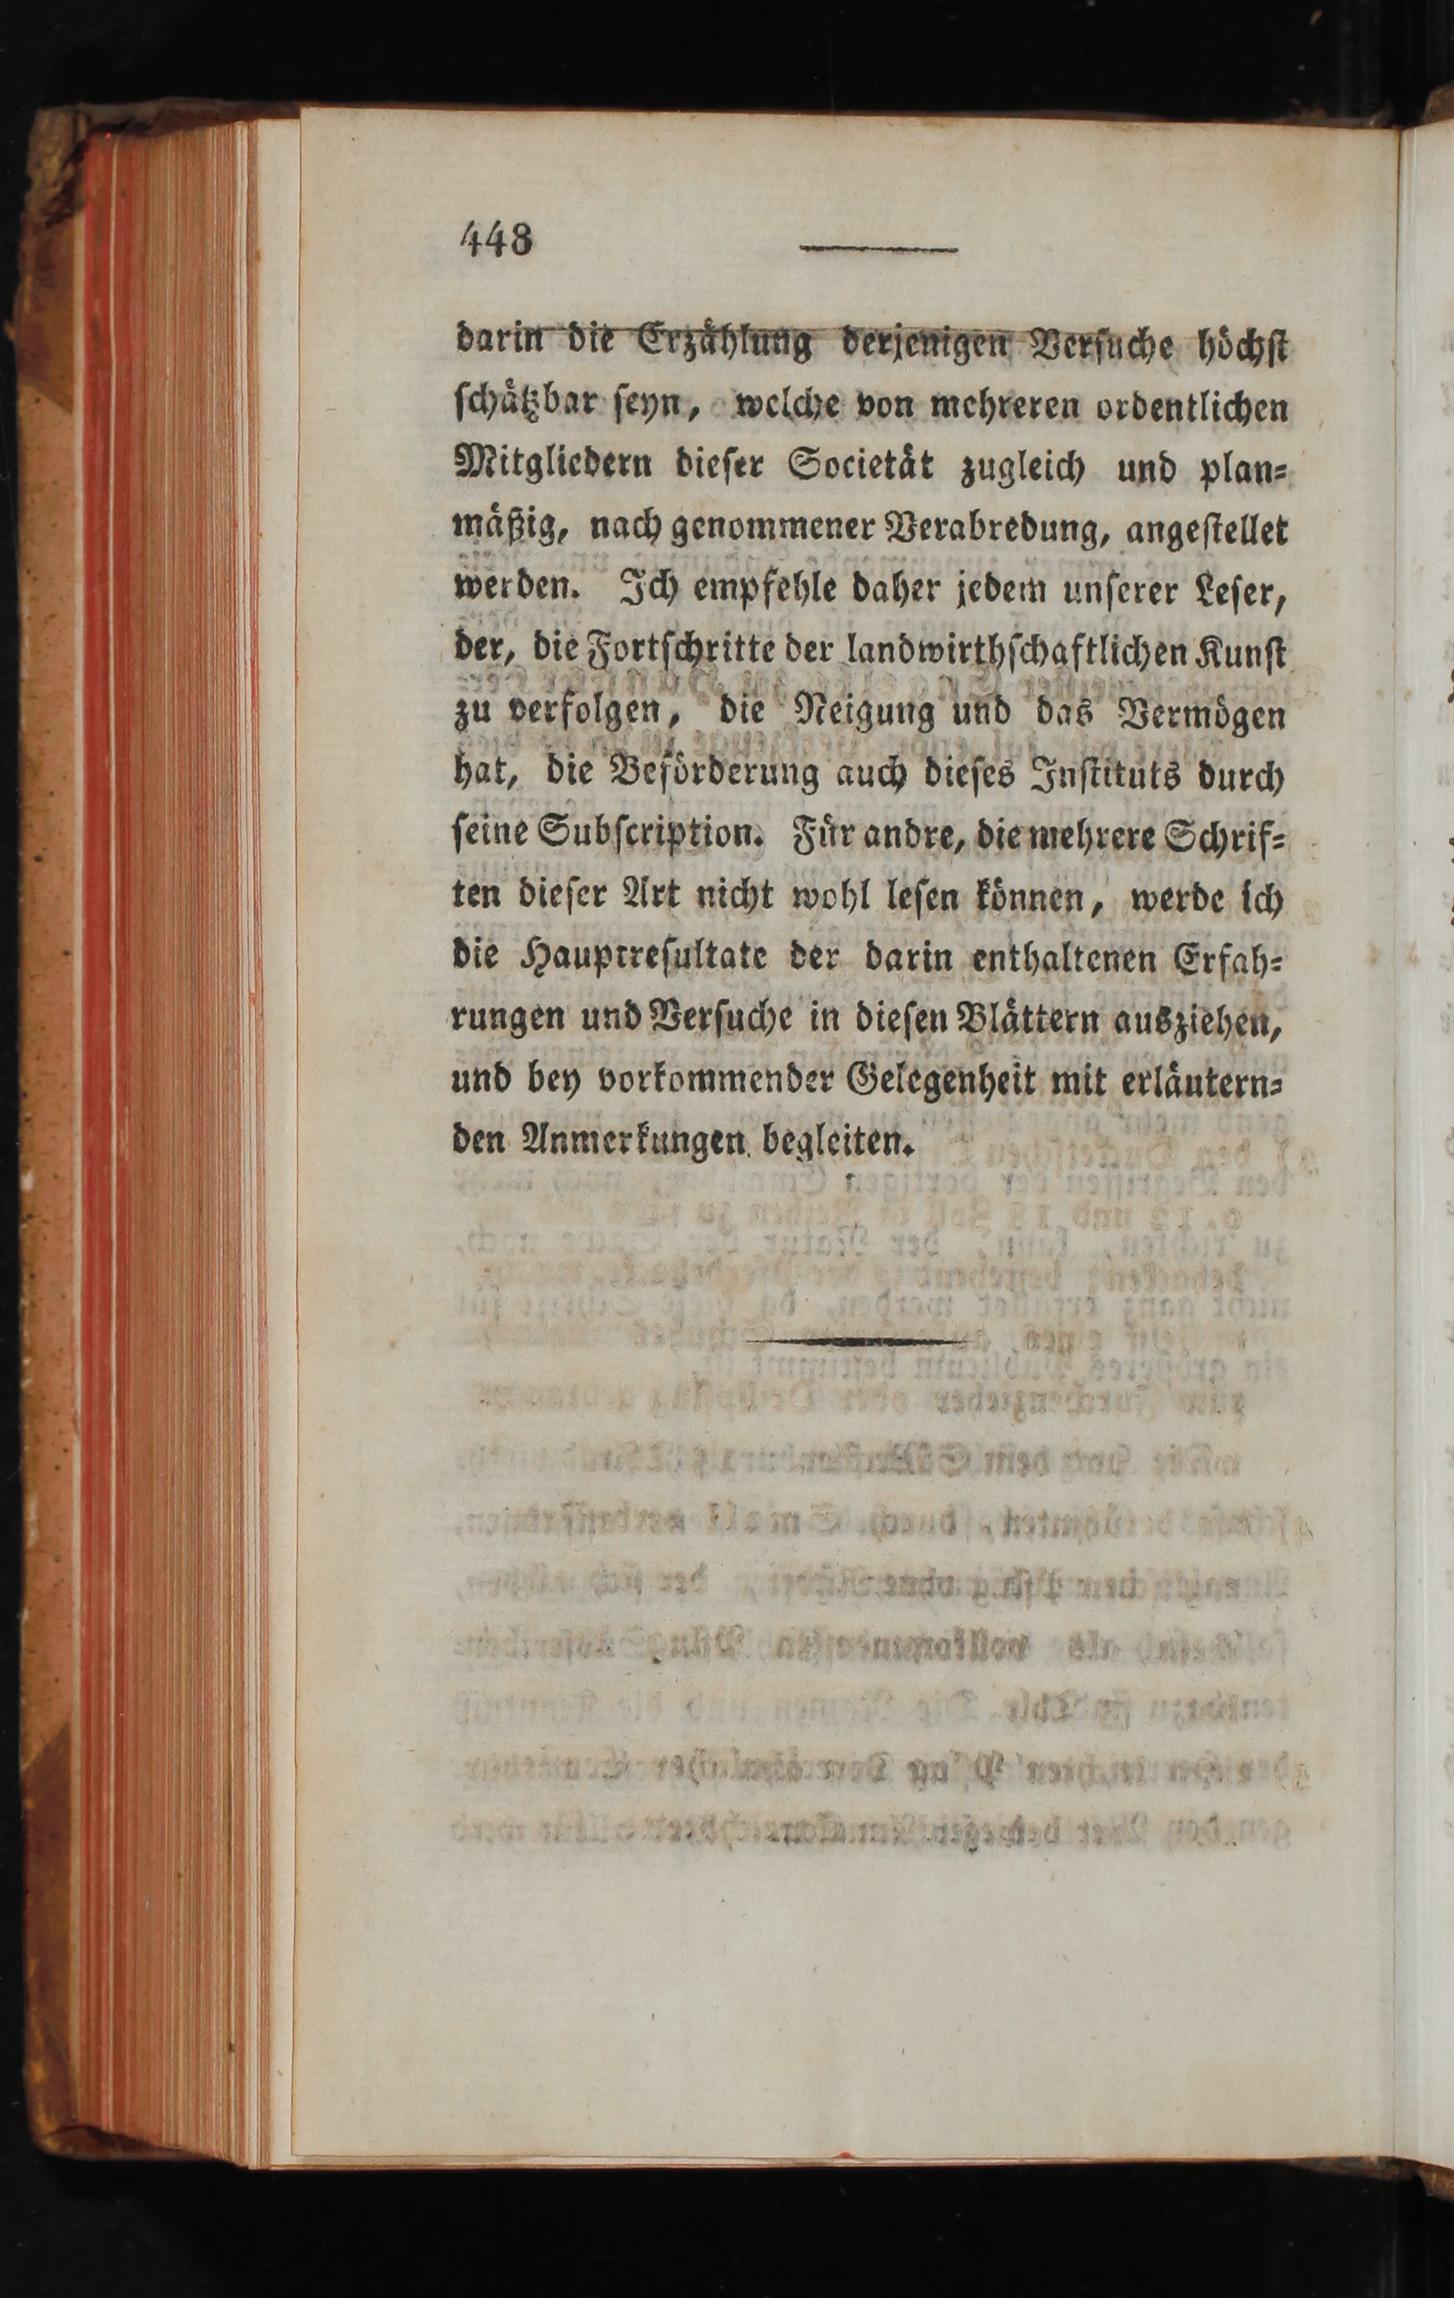 448
darin die Erzählung derjenigen Versuche höchst
schätzbar seyn, welche von mehreren ordentlichen
Mitgliedern dieser Societät zugleich und plan-
mäßig, nach genommener Verabredung, angestellet
werden. Ich empfehle daher jedem unserer Leser,
der, die Fortschritte der landwirthschaftlichen Kunst
zu verfolgen, die Neigung und das Vermögen
hat, die Beförderung auch dieses Instituts durch
seine Subscription. Für andre, die mehrere Schrif-
ten dieser Art nicht wohl lesen können, werde ich
die Hauptresultate der darin enthaltenen Erfah-
rungen und Versuche in diesen Blättern ausziehen,
und bey vorkommender Gelegenheit mit erläutern-
den Anmerkungen begleiten.